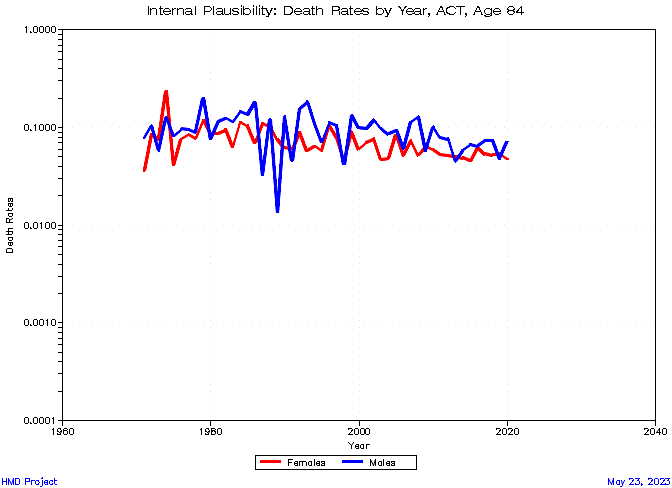 Internal Plausibility: Death Rates by Year, ACT, Age 84
1.0000
0.1000
0.0100
0.0010
0.0001
Death Rates
1960
1980
2000
2020
2040
Year
Females
Males
HMD Project
May 23, 2023